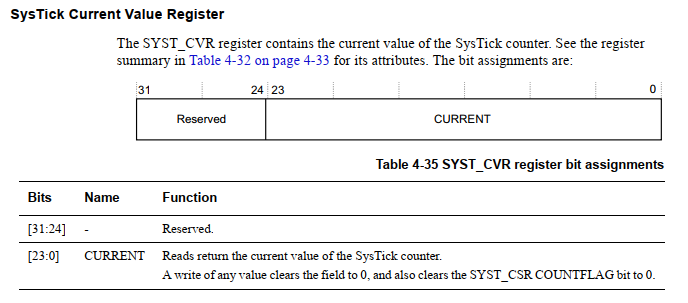 SysTick Current Value Register
The SYST_CVR register contains the current value of the SysTick counter. See the register
summary in Table 4-32 on page 4-33 for its attributes. The bit assignments are:
31 24 23 0
Reserved CURRENT
Table 4-35 SYST_CVR register bit assignments
Bits Name Function
[31:24] - Reserved.
[23:0] CURRENT Reads return the current value of the SysTick counter.
A write of any value clears the field to 0, and also clears the SYST_CSR COUNTFLAG bit to 0.